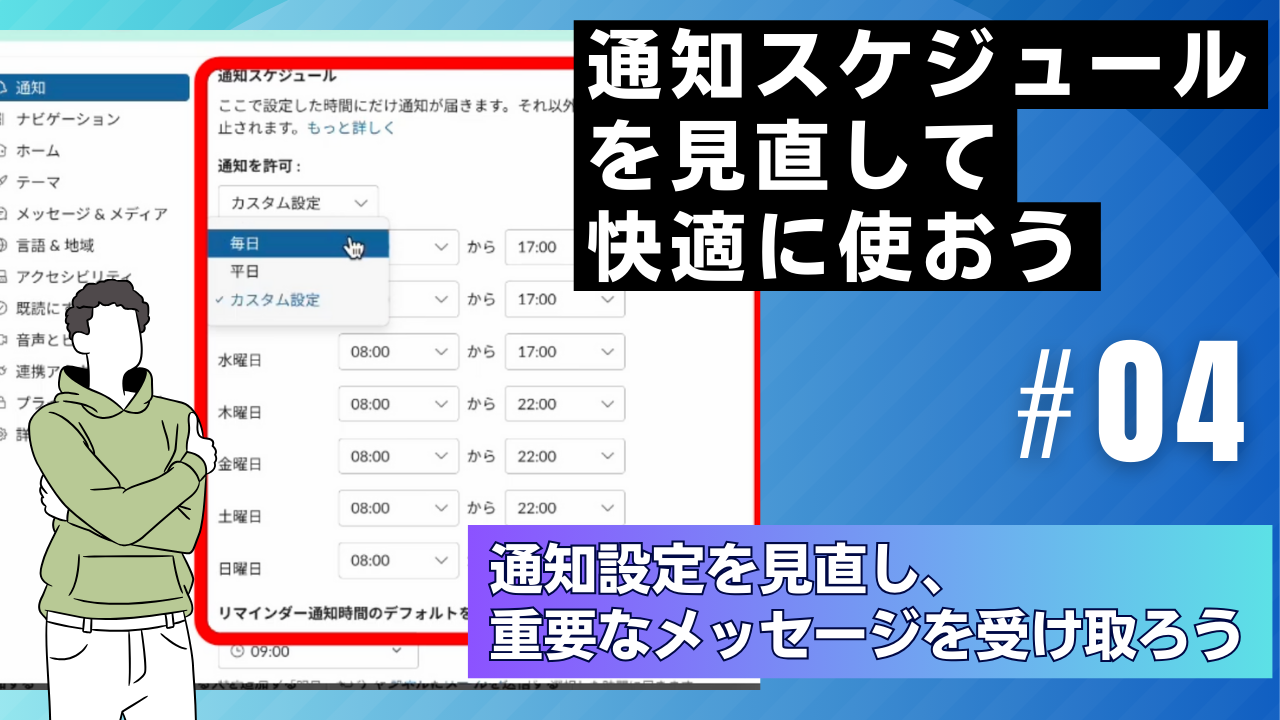 通知スケジュール
を見直して
快適に使おう
#04
通知設定を見直し、
重要なメッセージを受け取ろう
通知
ナビゲーション
ホーム
テーマ
メッセージ & メディア
言語 & 地域
アクセシビリティ
既読に
音声と
連携ア
プラ
詳
通知スケジュール
ここで設定した時間にだけ通知が届きます。それ以外
止されます。もっと詳しく
通知を許可 :
カスタム設定
毎日
平日
✓ カスタム設定
から 17:00
から 17:00
水曜日 08:00 から 17:00
木曜日 08:00 から 22:00
金曜日 08:00 から 22:00
土曜日 08:00 から 22:00
日曜日 08:00
リマインダー通知時間のデフォルトを
09:00